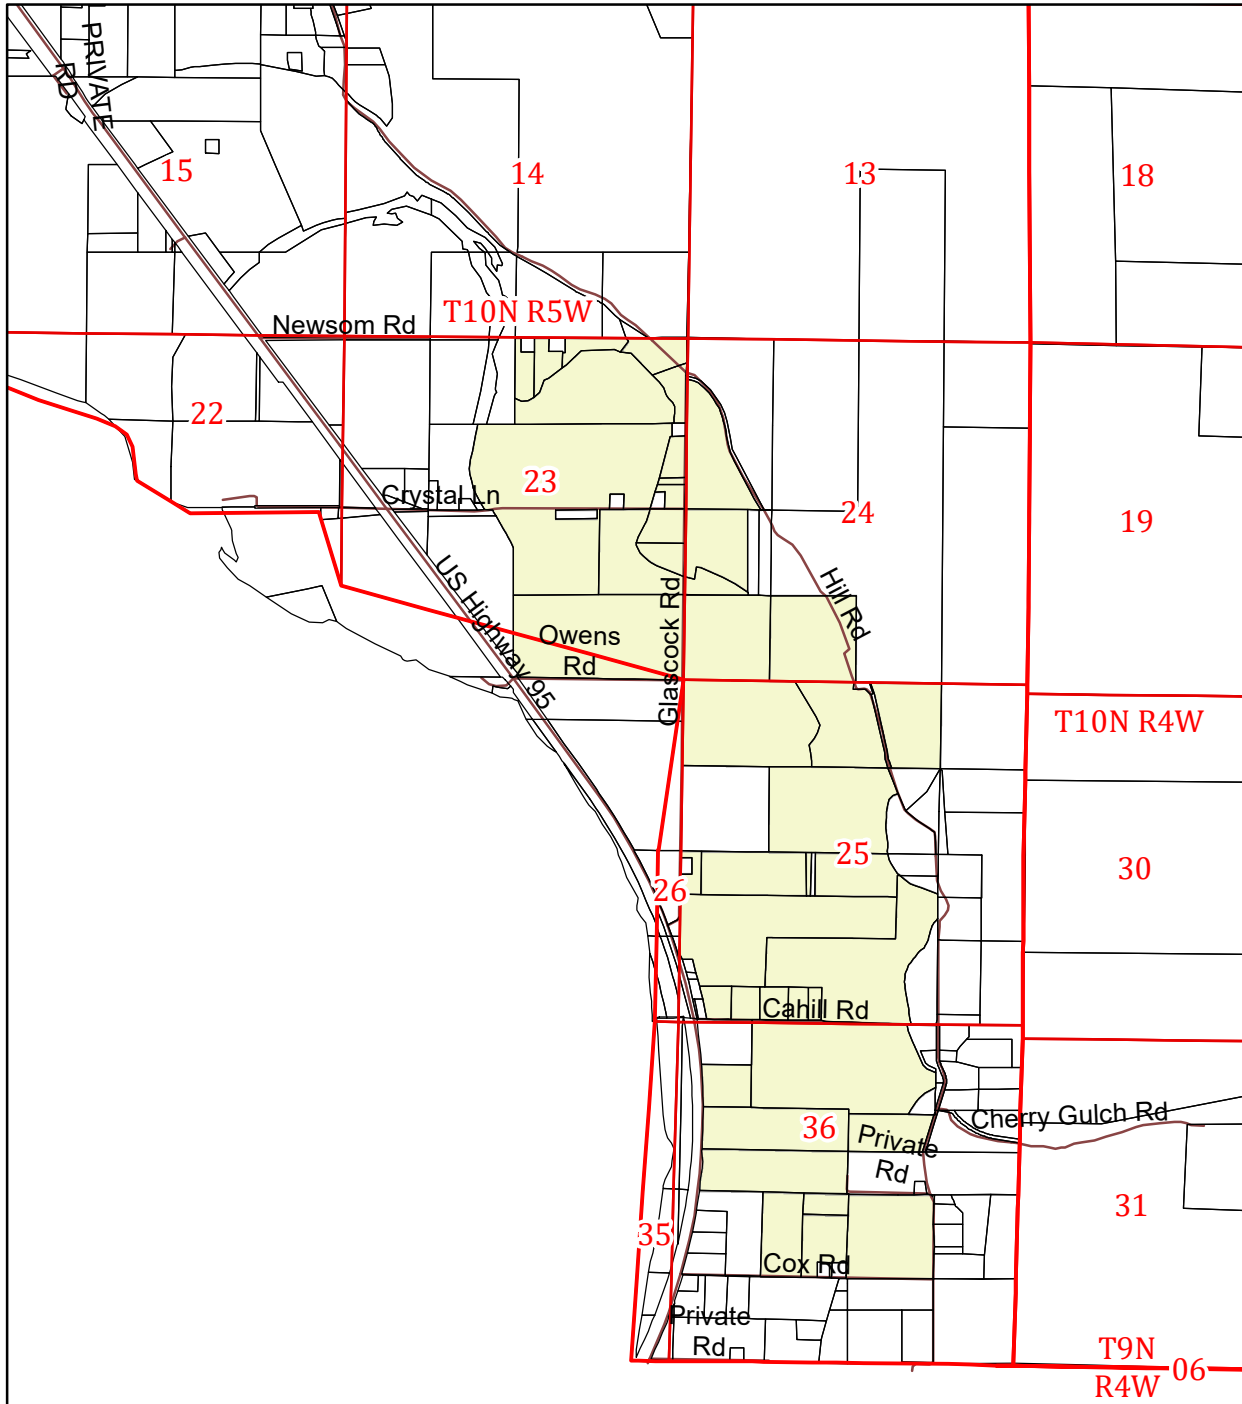 PRIVATE
RD
15
14
13
18
T10N R5W
Newsom Rd
22
23
Crystal Ln
24
19
US Highway 95
Hill Rd
Glascock Rd
Owens
Rd
T10N R4W
25
26
30
Cahill Rd
36
Private
Rd
Cherry Gulch Rd
31
35
Cox Rd
Private
Rd
T9N
R4W
06